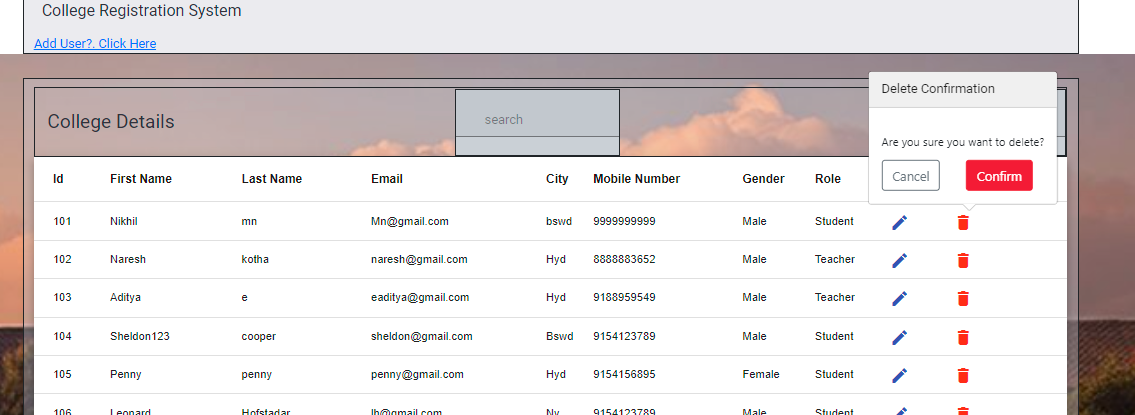 College Registration System
Add User?. Click Here
College Details
search
Delete Confirmation
Are you sure you want to delete?
Cancel Confirm
Id First Name Last Name Email City Mobile Number Gender Role
101 Nikhil mn Mn@gmail.com bswd 9999999999 Male Student
102 Naresh kotha naresh@gmail.com Hyd 8888883652 Male Teacher
103 Aditya e eaditya@gmail.com Hyd 9188959549 Male Teacher
104 Sheldon123 cooper sheldon@gmail.com Bswd 9154123789 Male Student
105 Penny penny penny@gmail.com Hyd 9154156895 Female Student
106 Leonard Hofstadar lh@gmail.com Ny 9154123789 Male Student